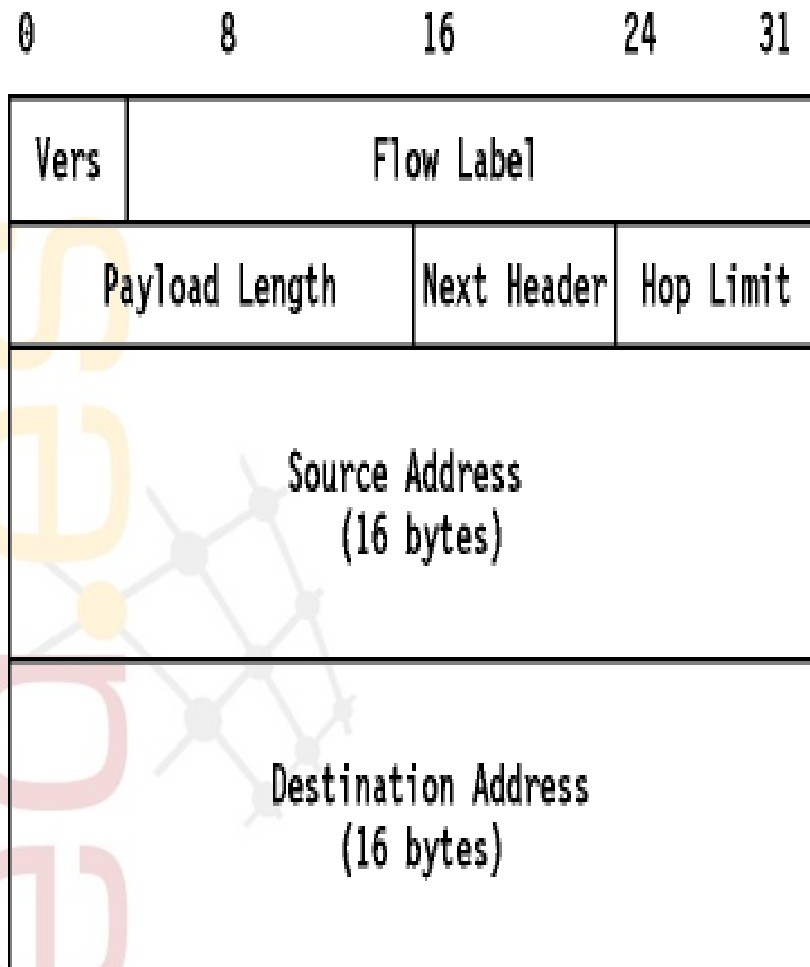 0 8 16 24 31
Vers Flow Label
Payload Length Next Header Hop Limit
Source Address
(16 bytes)
Destination Address
(16 bytes)